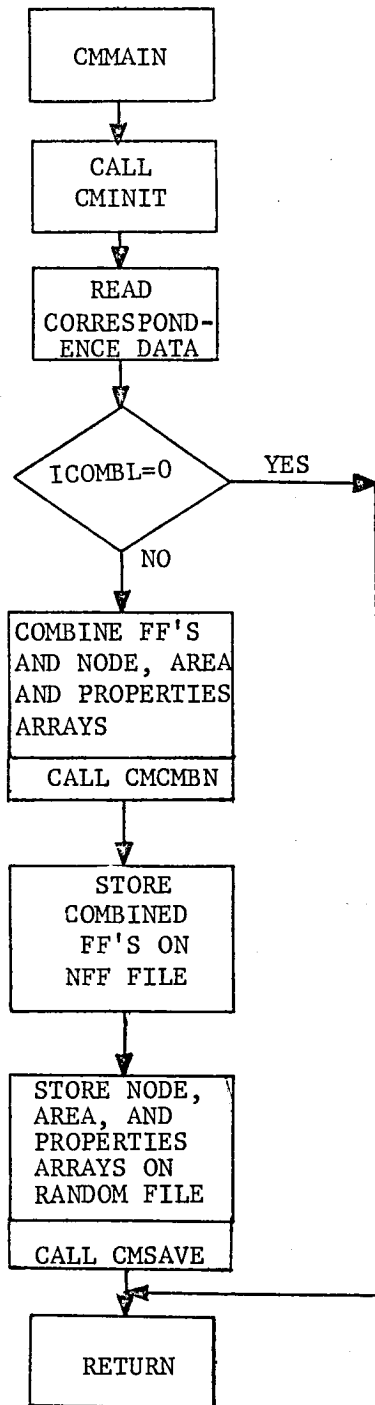 CMMAIN
CALL
CMINIT
READ
CORRESPOND-
ENCE DATA
ICOMBL=0
YES
NO
COMBINE FF'S
AND NODE, AREA
AND PROPERTIES
ARRAYS
CALL CMCMBN
STORE
COMBINED
FF'S ON
NFF FILE
STORE NODE,
AREA, AND
PROPERTIES
ARRAYS ON
RANDOM FILE
CALL CMSAVE
RETURN